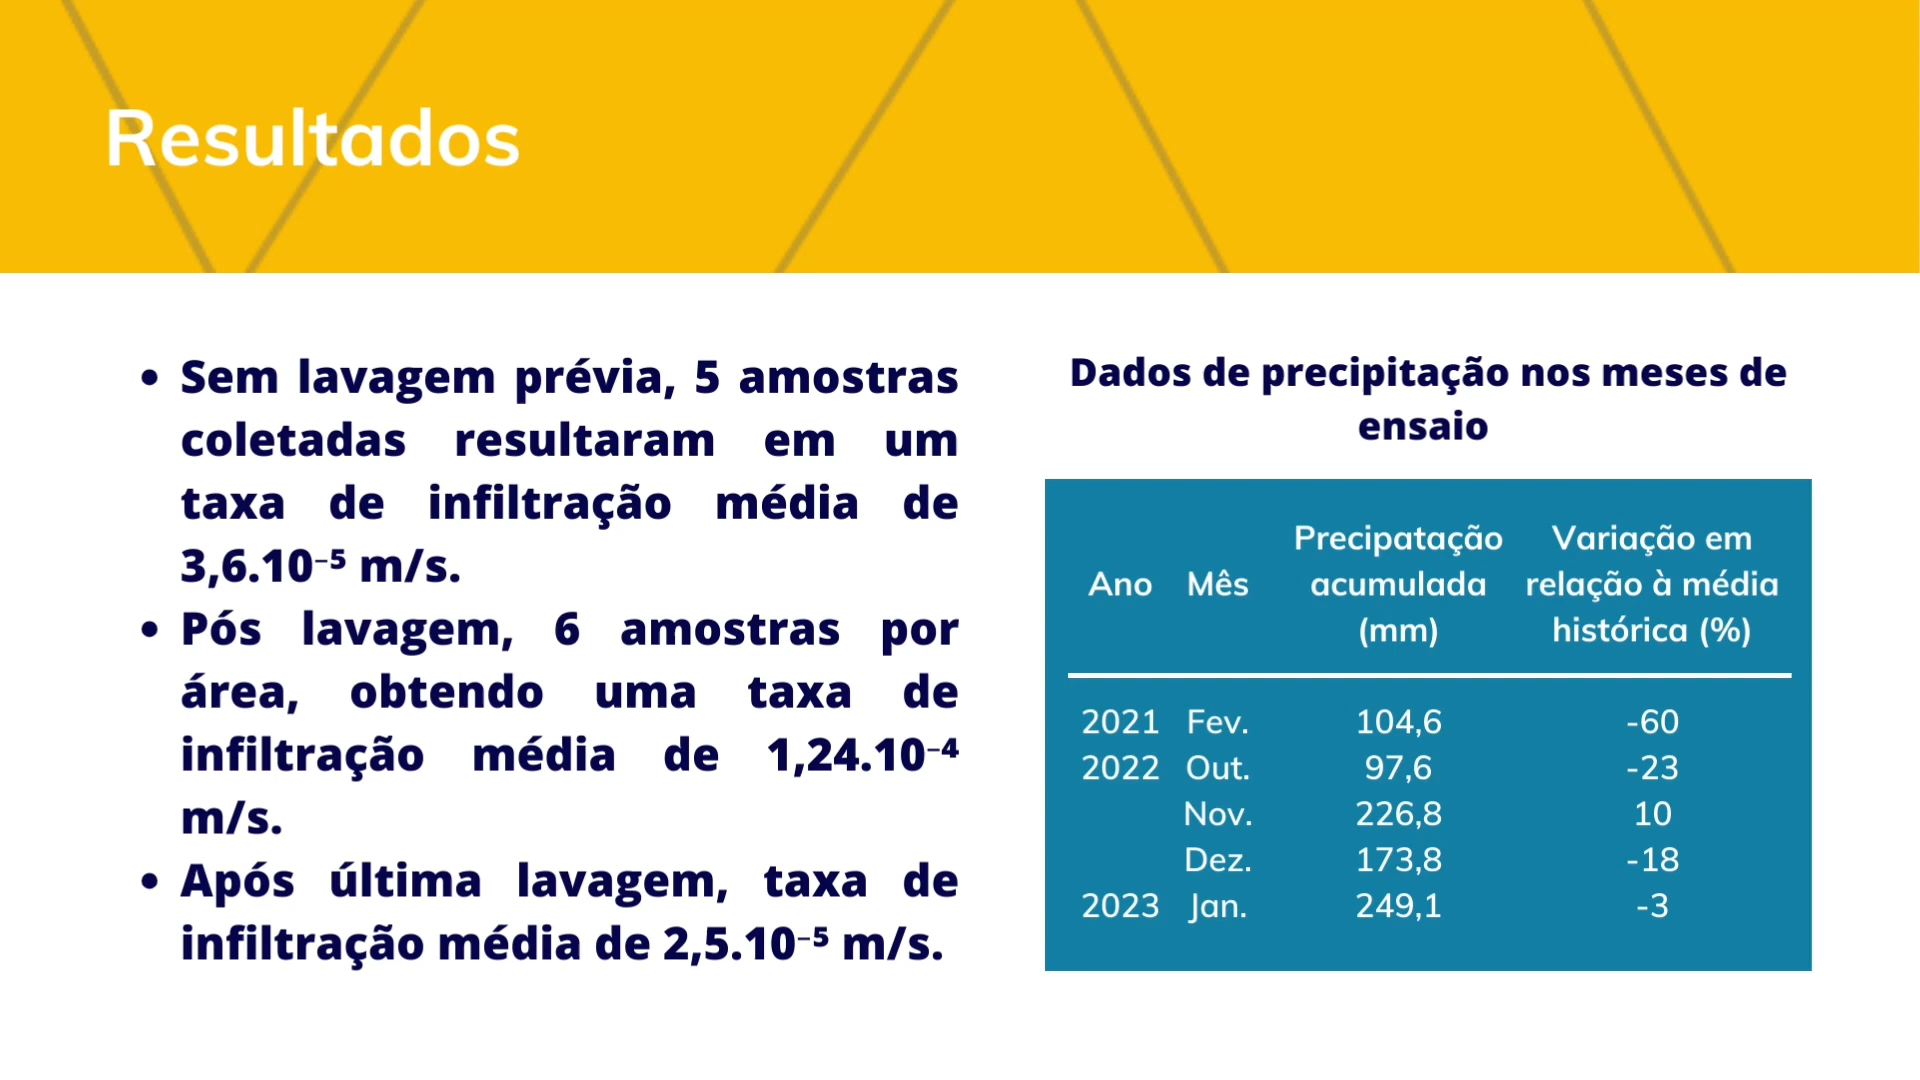 Resultados
• Sem lavagem prévia, 5 amostras
coletadas resultaram em um
taxa de infiltração média de
3,6.10⁻⁵ m/s.
• Pós lavagem, 6 amostras por
área, obtendo uma taxa de
infiltração média de 1,24.10⁻⁴
m/s.
• Após última lavagem, taxa de
infiltração média de 2,5.10⁻⁵ m/s.
Dados de precipitação nos meses de
ensaio
Ano Mês Precipatação acumulada (mm) Variação em relação à média histórica (%)
2021 Fev. 104,6 -60
2022 Out. 97,6 -23
Nov. 226,8 10
Dez. 173,8 -18
2023 Jan. 249,1 -3